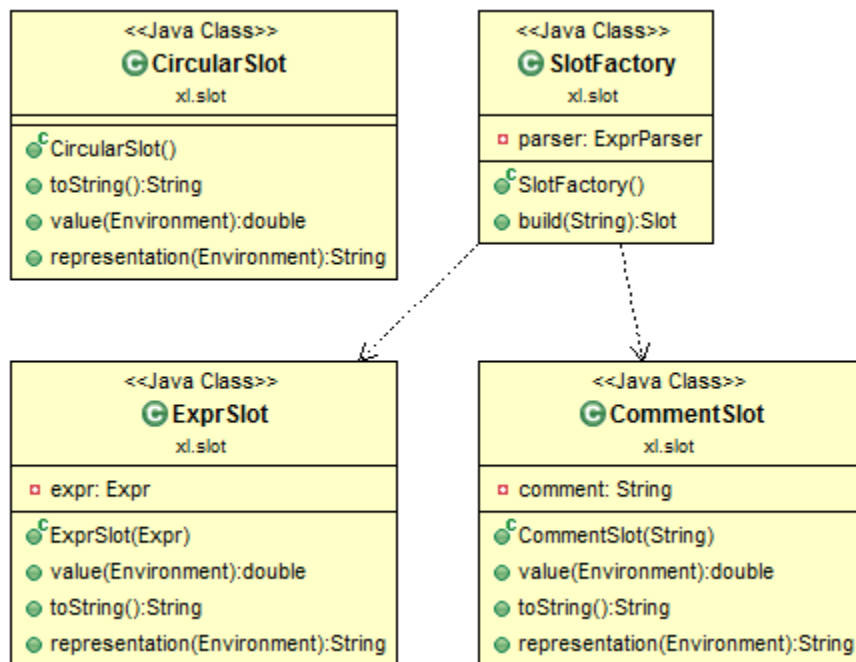 <<Java Class>>
CircularSlot
xl.slot
CircularSlot()
toString():String
value(Environment):double
representation(Environment):String
<<Java Class>>
SlotFactory
xl.slot
parser: ExprParser
SlotFactory()
build(String):Slot
<<Java Class>>
ExprSlot
xl.slot
expr: Expr
ExprSlot(Expr)
value(Environment):double
toString():String
representation(Environment):String
<<Java Class>>
CommentSlot
xl.slot
comment: String
CommentSlot(String)
value(Environment):double
toString():String
representation(Environment):String